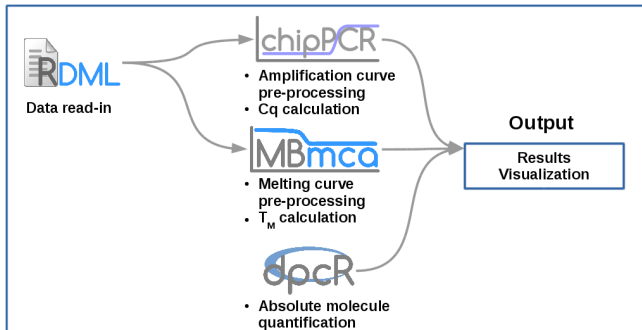 RDML
Data read-in
chipPCR
• Amplification curve
pre-processing
• Cq calculation
MBmca
• Melting curve
pre-processing
• TM calculation
dpcR
• Absolute molecule
quantification
Output
Results
Visualization